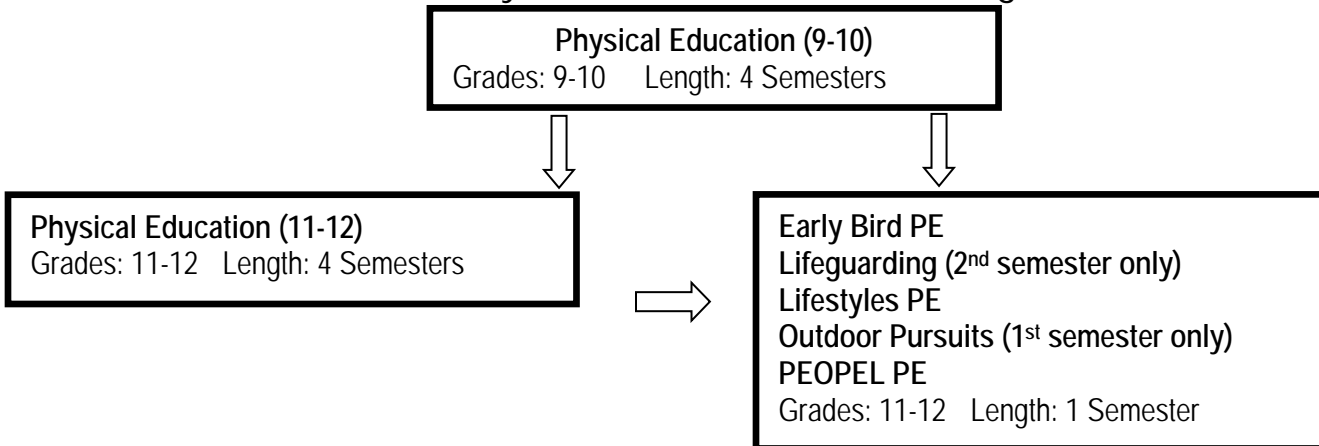 Physical Education (9-10)
Grades: 9-10 Length: 4 Semesters
Physical Education (11-12)
Grades: 11-12 Length: 4 Semesters
Early Bird PE
Lifeguarding (2nd semester only)
Lifestyles PE
Outdoor Pursuits (1st semester only)
PEOPEL PE
Grades: 11-12 Length: 1 Semester